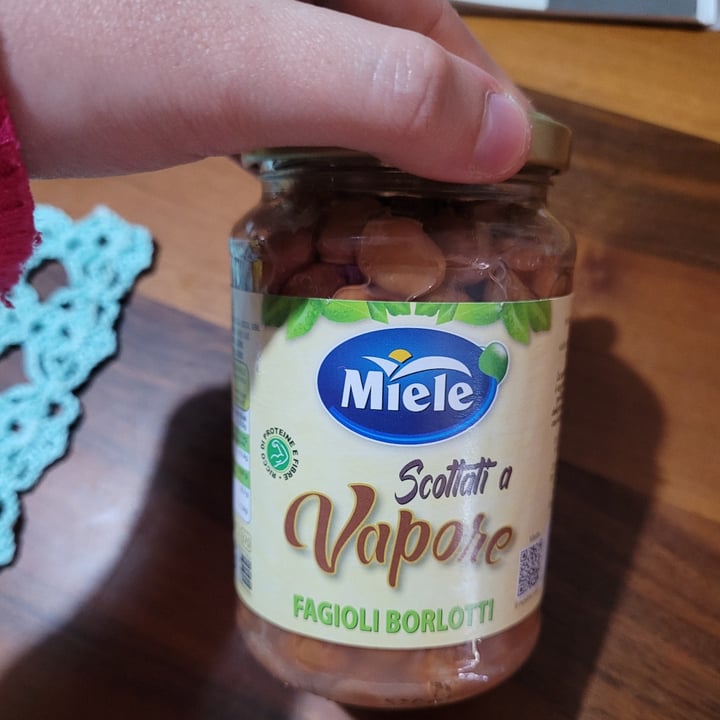 Miele
RICCO DI PROTEINE E FIBRE
Scottati a
Vapore
FAGIOLI BORLOTTI